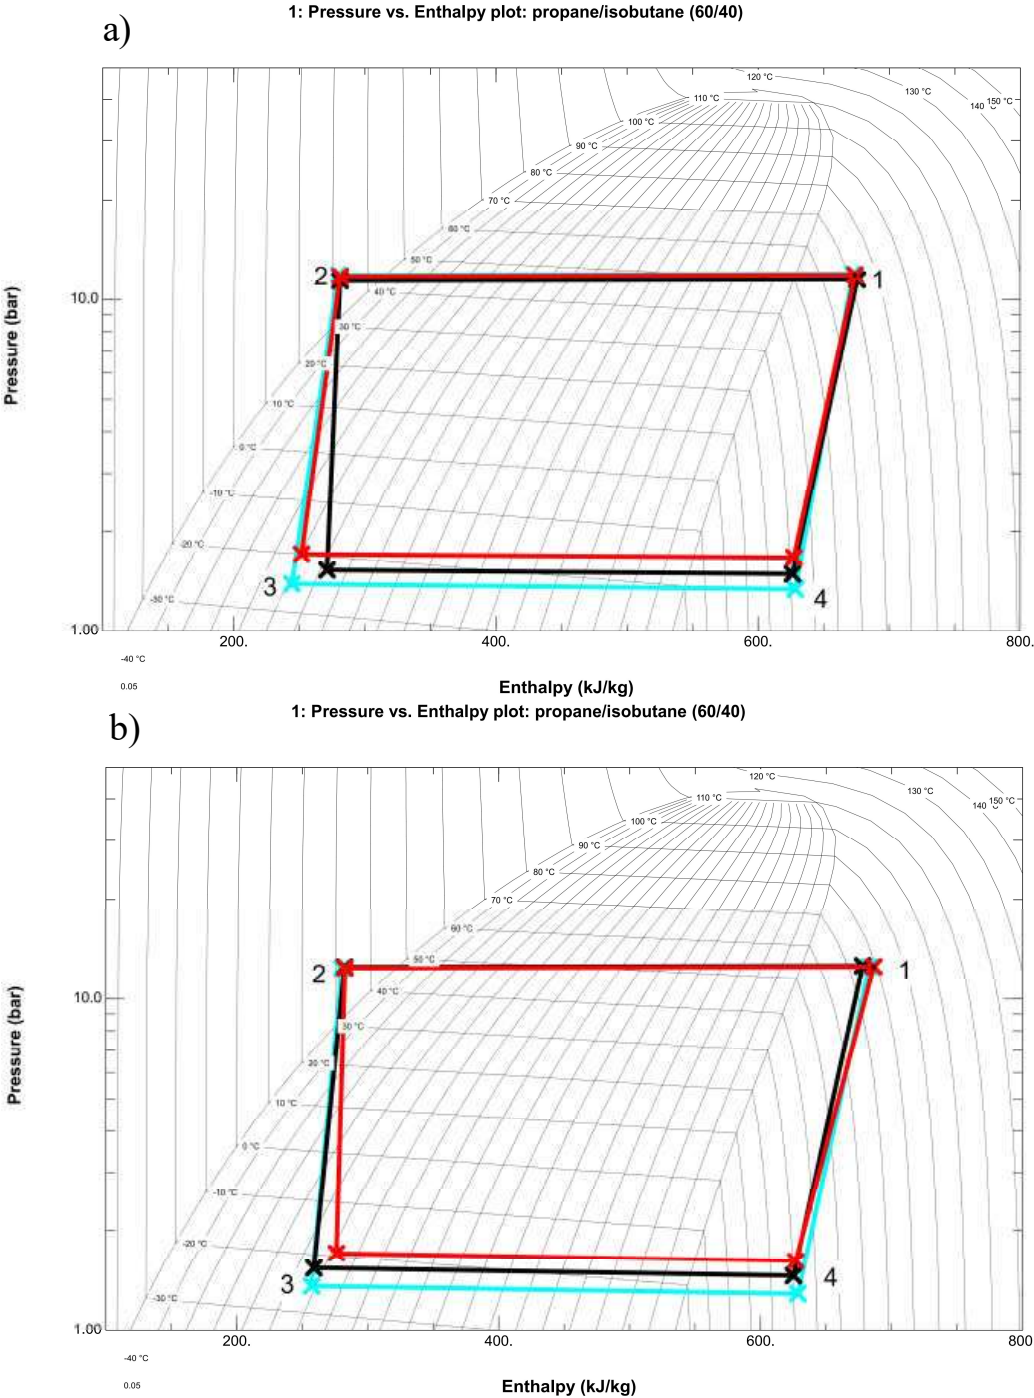 1: Pressure vs. Enthalpy plot: propane/isobutane (60/40)
a)
120 °C
130 °C
150 °C
140 °C
110 °C
100 °C
90 °C
80 °C
70 °C
60 °C
50 °C
2
1
40 °C
10.0
30 °C
Pressure (bar)
20 °C
10 °C
0 °C
-10 °C
-20 °C
3
4
-30 °C
1.00
200.
400.
600.
800.
-40 °C
0.05
Enthalpy (kJ/kg)
1: Pressure vs. Enthalpy plot: propane/isobutane (60/40)
b)
120 °C
130 °C
150 °C
140 °C
110 °C
100 °C
90 °C
80 °C
70 °C
60 °C
50 °C
2
1
40 °C
10.0
30 °C
Pressure (bar)
20 °C
10 °C
0 °C
-10 °C
-20 °C
3
4
-30 °C
1.00
200.
400.
600.
800
-40 °C
0.05
Enthalpy (kJ/kg)